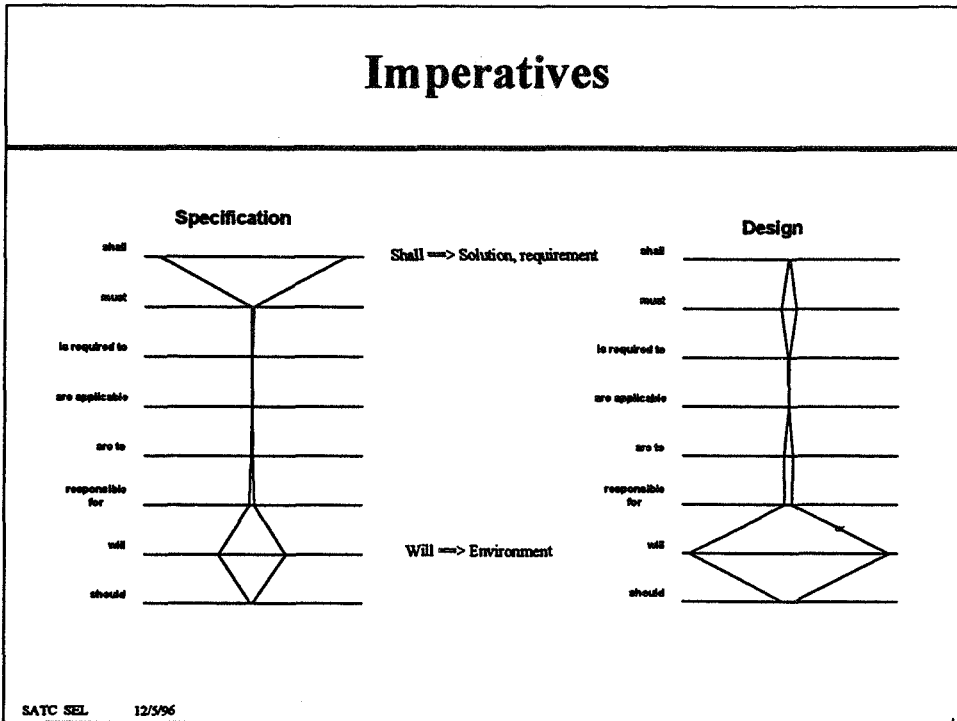 Imperatives
Specification
shall
must
is required to
are applicable
are to
responsible
for
will
should
Shall ==> Solution, requirement
Will ==> Environment
Design
shall
must
is required to
are applicable
are to
responsible
for
will
should
SATC SEL 12/5/96